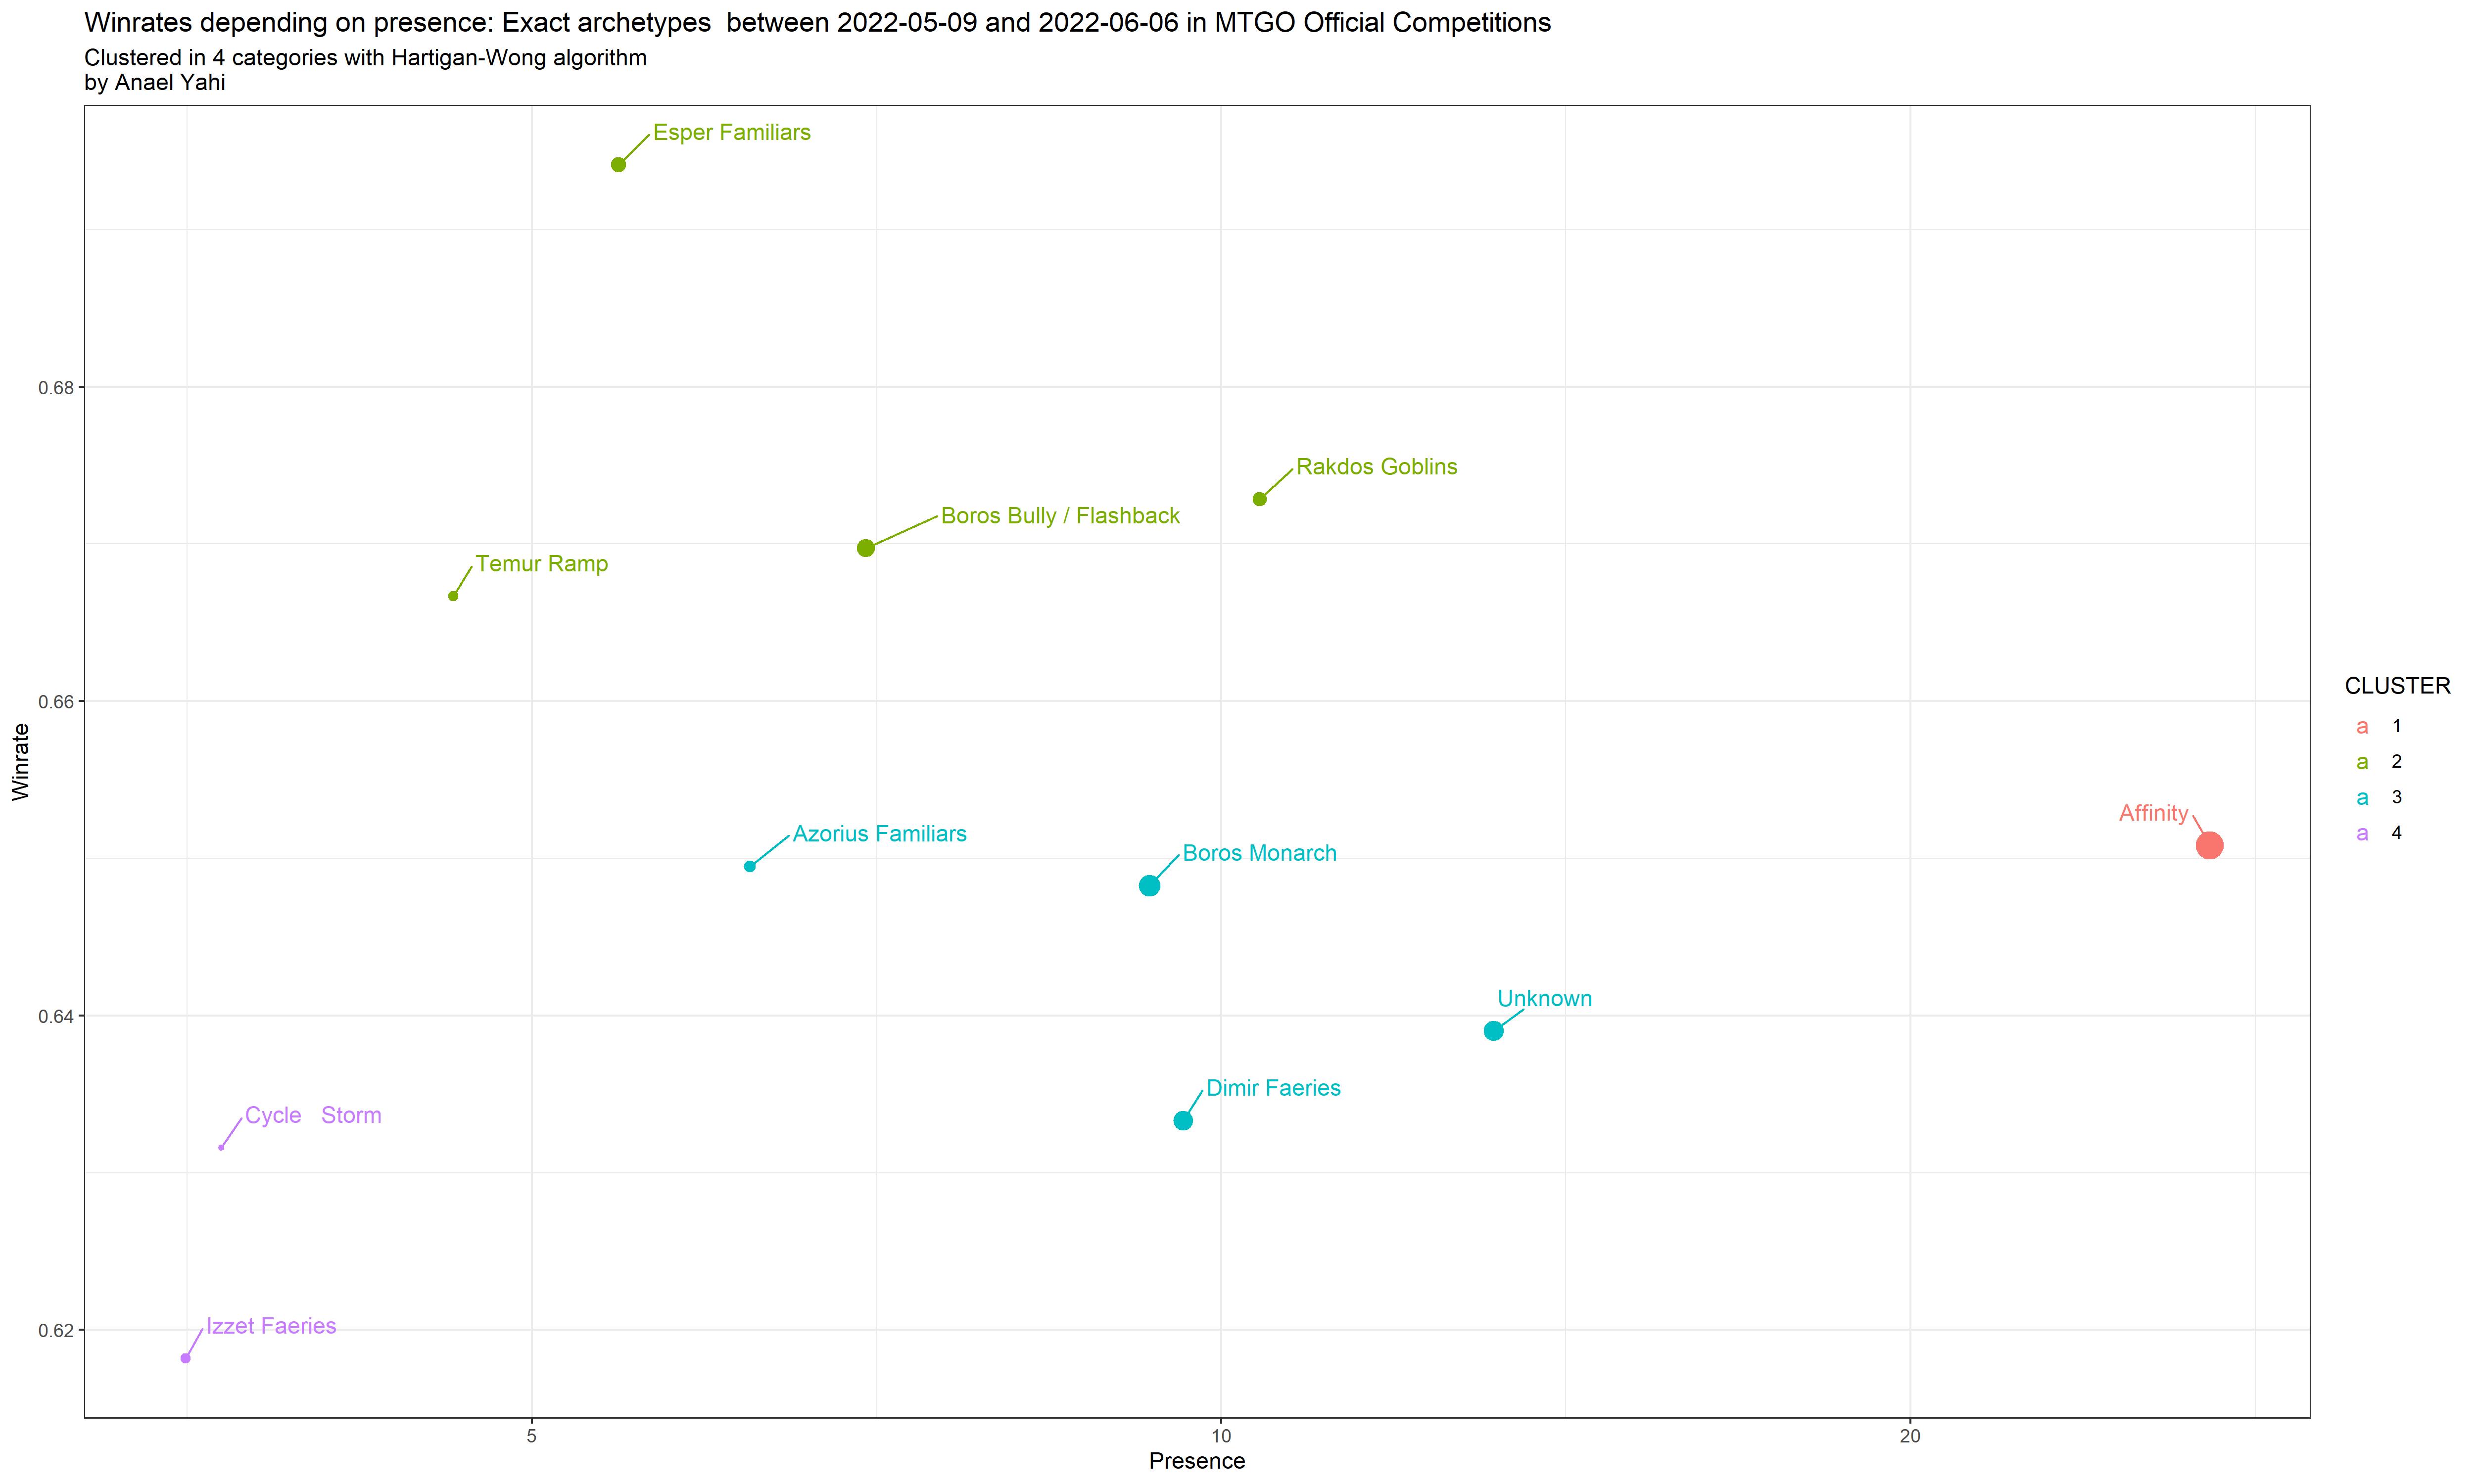 Winrates depending on presence: Exact archetypes  between 2022-05-09 and 2022-06-06 in MTGO Official Competitions
Clustered in 4 categories with Hartigan-Wong algorithm
by Anael Yahi
Esper Familiars
0.68
Rakdos Goblins
Boros Bully / Flashback
Temur Ramp
0.66
Winrate
CLUSTER
a 1
a 2
a 3
a 4
Affinity
Azorius Familiars
Boros Monarch
Unknown
0.64
Dimir Faeries
Cycle   Storm
Izzet Faeries
0.62
5
10
20
Presence